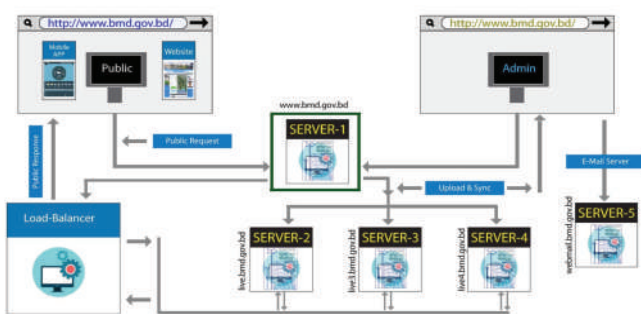 http://www.bmd.gov.bd/
http://www.bmd.gov.bd/
Mobile
APP
Public
Website
Admin
www.bmd.gov.bd
Public Request
SERVER-1
Public Response
E-Mail Server
Upload & Sync
Load-Balancer
live.bmd.gov.bd
SERVER-2
live3.bmd.gov.bd
SERVER-3
live4.bmd.gov.bd
SERVER-4
webmail.bmd.gov.bd
SERVER-5